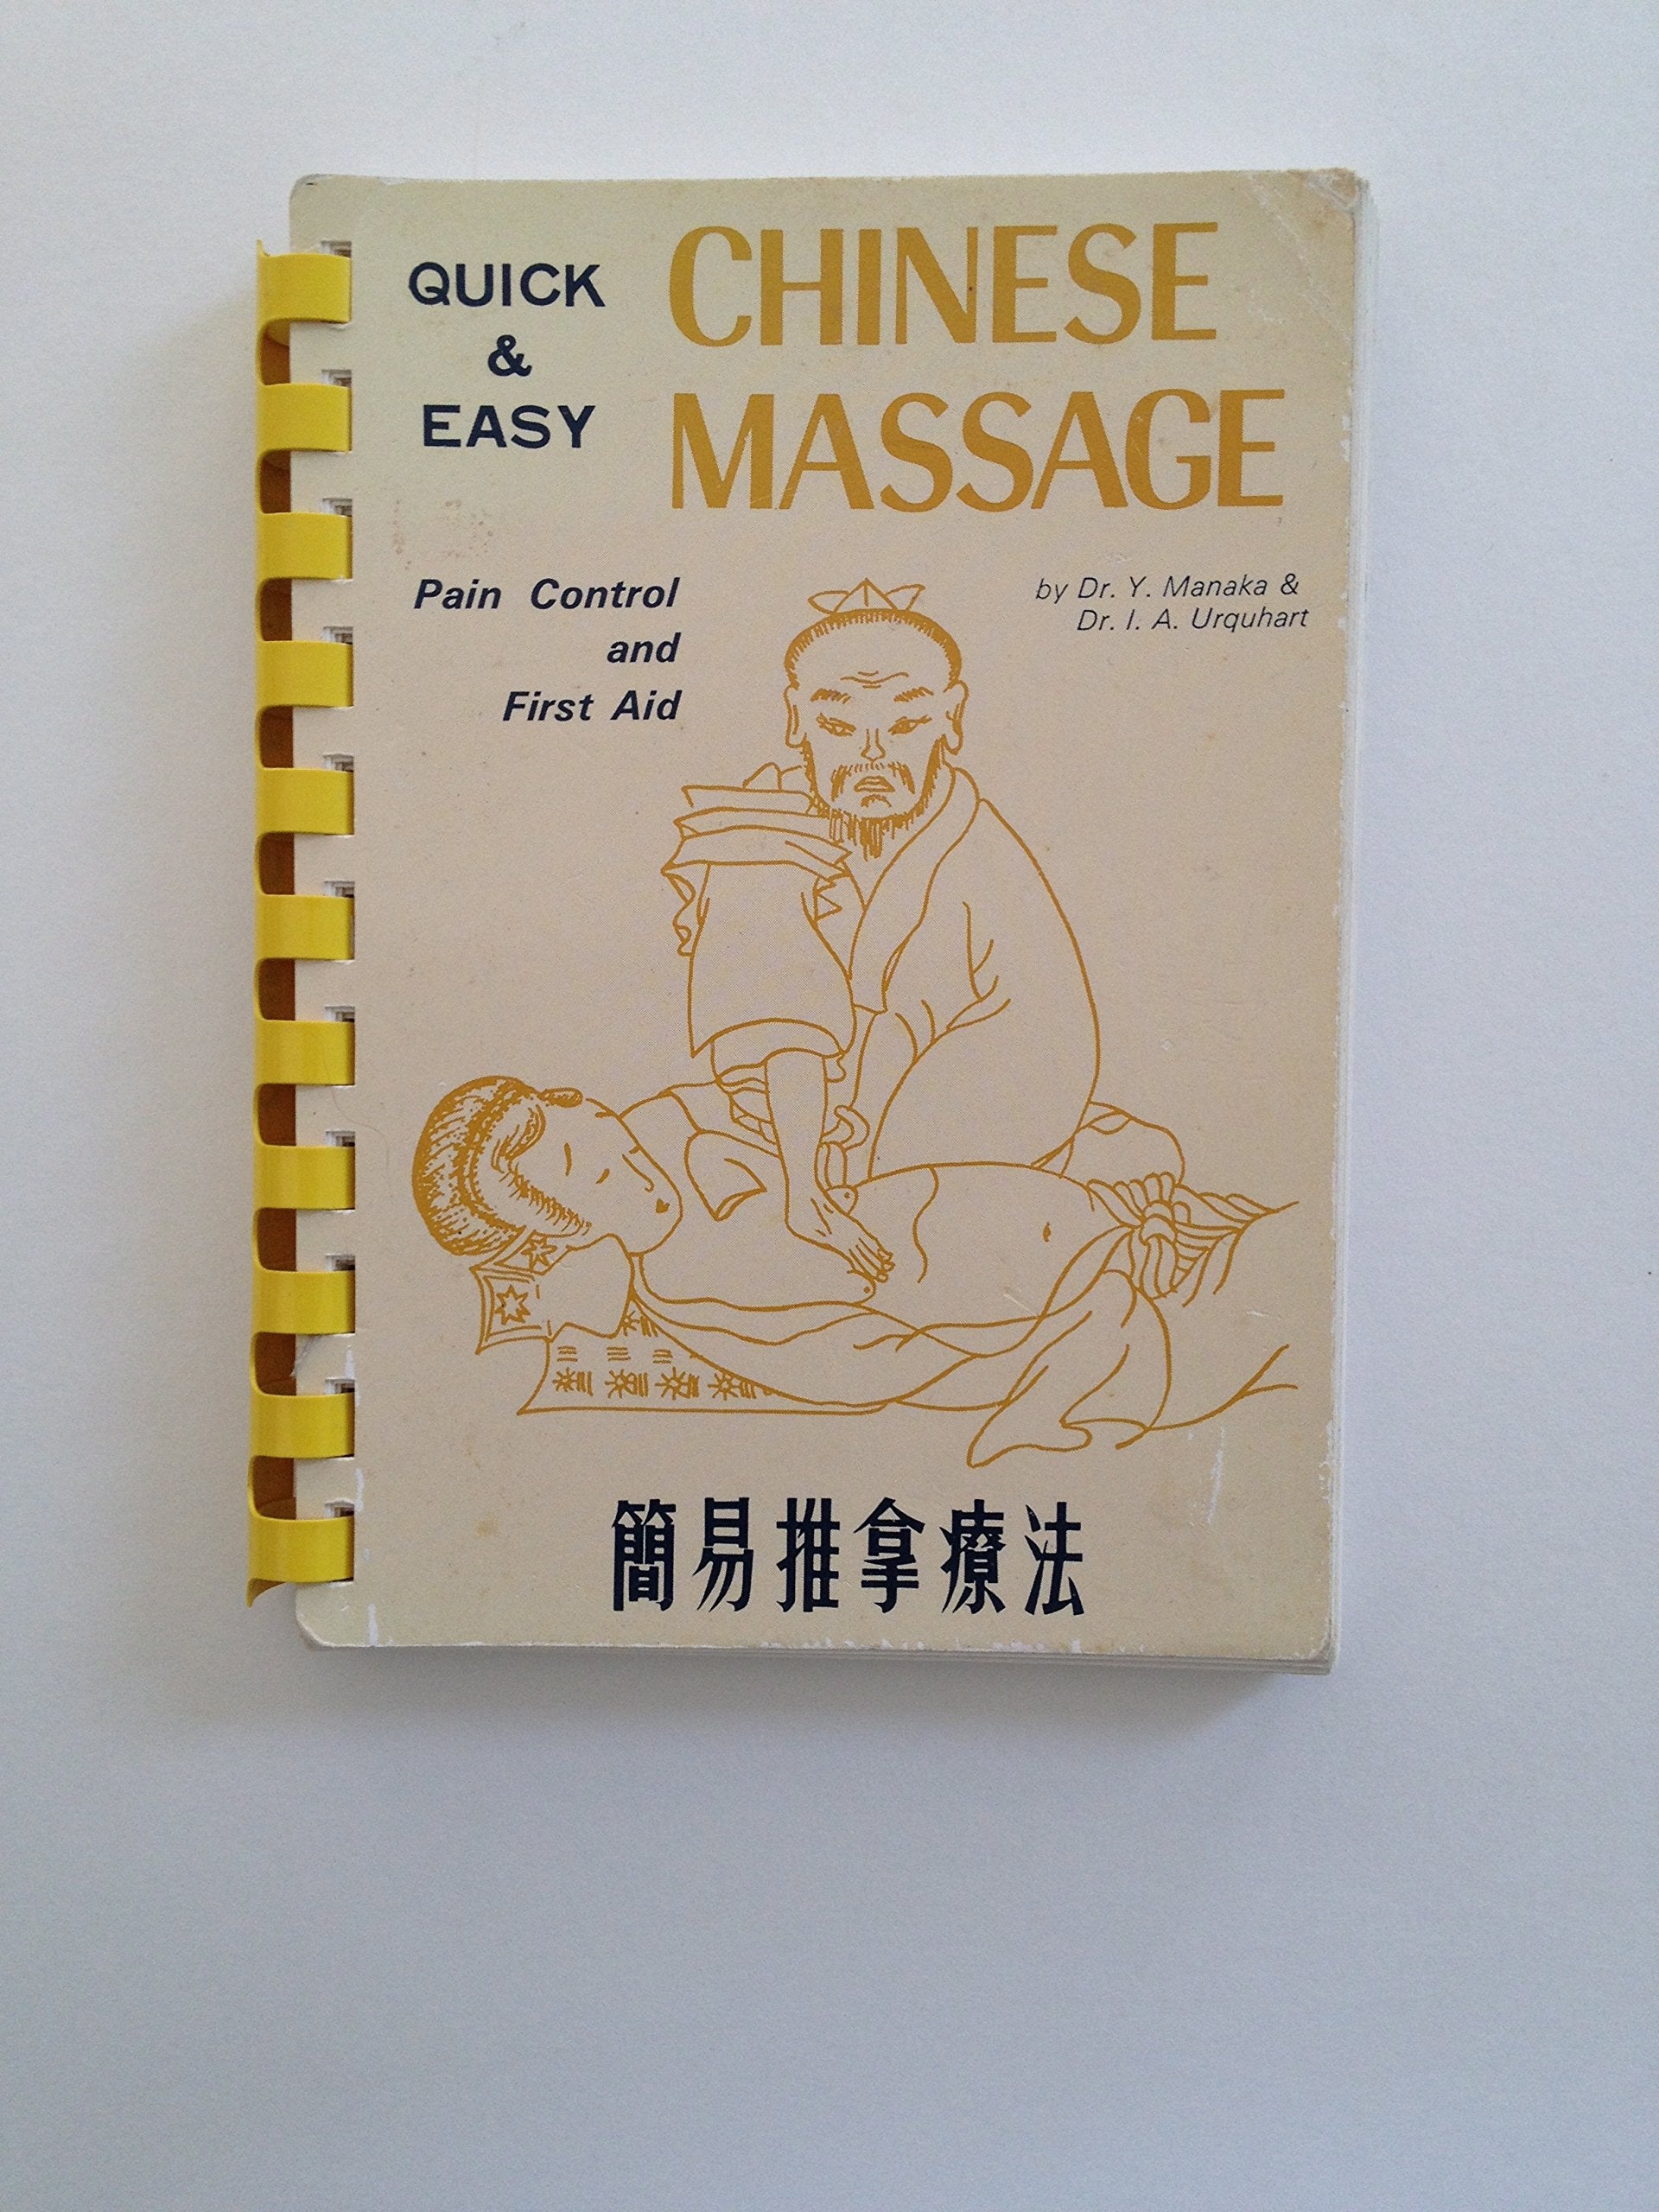 QUICK
&
EASY
CHINESE
MASSAGE
Pain Control
and
First Aid
by Dr. Y. Manaka &
Dr. I. A. Urquhart
簡易推拿療法